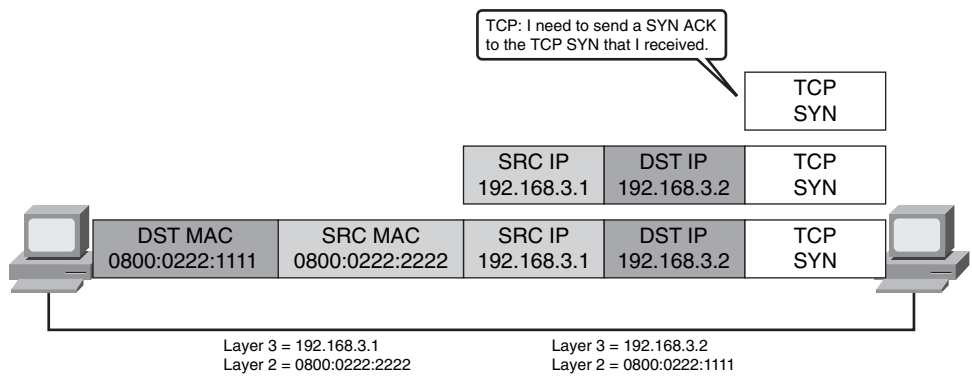 TCP: I need to send a SYN ACK
to the TCP SYN that I received.
TCP
SYN
SRC IP
192.168.3.1
DST IP
192.168.3.2
TCP
SYN
DST MAC
0800:0222:1111
SRC MAC
0800:0222:2222
SRC IP
192.168.3.1
DST IP
192.168.3.2
TCP
SYN
Layer 3 = 192.168.3.1
Layer 2 = 0800:0222:2222
Layer 3 = 192.168.3.2
Layer 2 = 0800:0222:1111